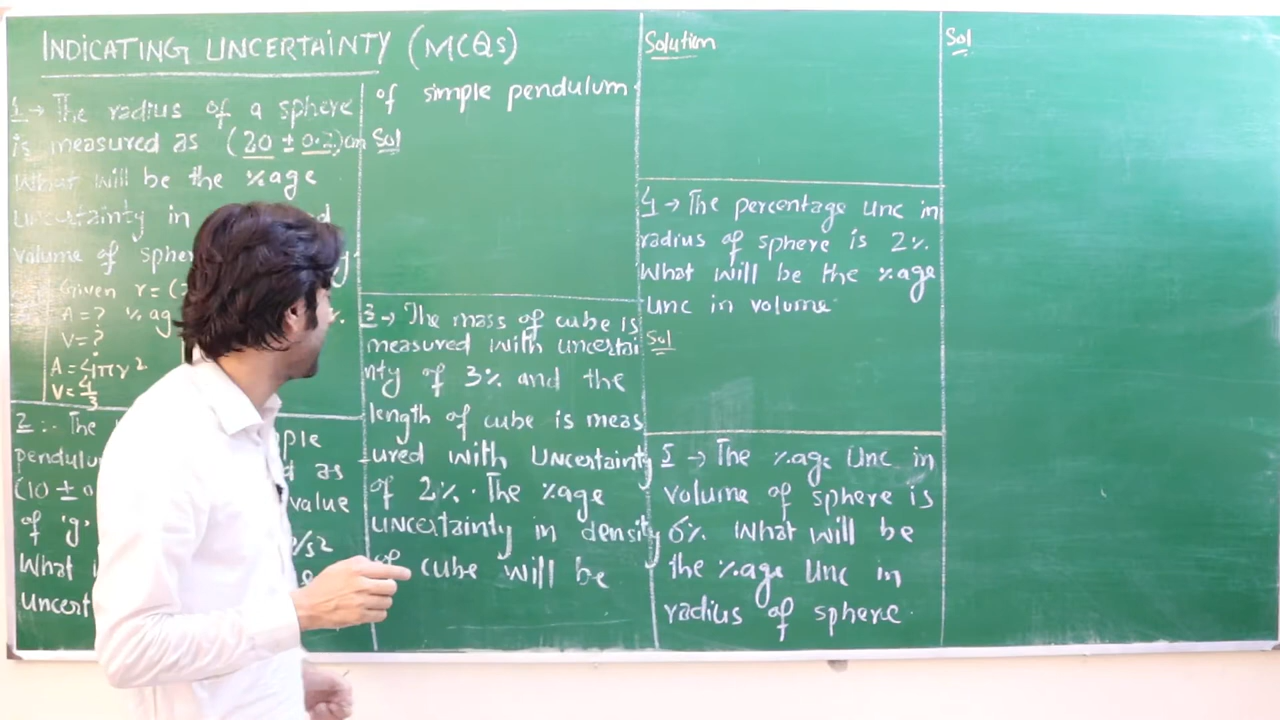 INDICATING UNCERTAINTY (MCQs)
1→ The radius of a sphere
is measured as (20 ± 0.2)cm
What will be the %age
uncertainty in
volume of spher
Given r=(
A=? % ag %.
V=?
A=4πr²
V=4/3
2:- The ple
pendulu d as
(10 ± 0 value
of 'g' /s²
What
Uncert
of simple pendulum.
Sol
3→ The mass of cube is
measured with uncertai
nty of 3% and the
length of cube is meas
ured with Uncertainty
of 2%. The %age
uncertainty in density
of cube will be
Solution
4→ The percentage unc in
radius of sphere is 2%.
What will be the %age
unc in volume
Sol
5→ The %age Unc in
volume of sphere is
6%. What will be
the %age Unc in
radius of sphere.
Sol